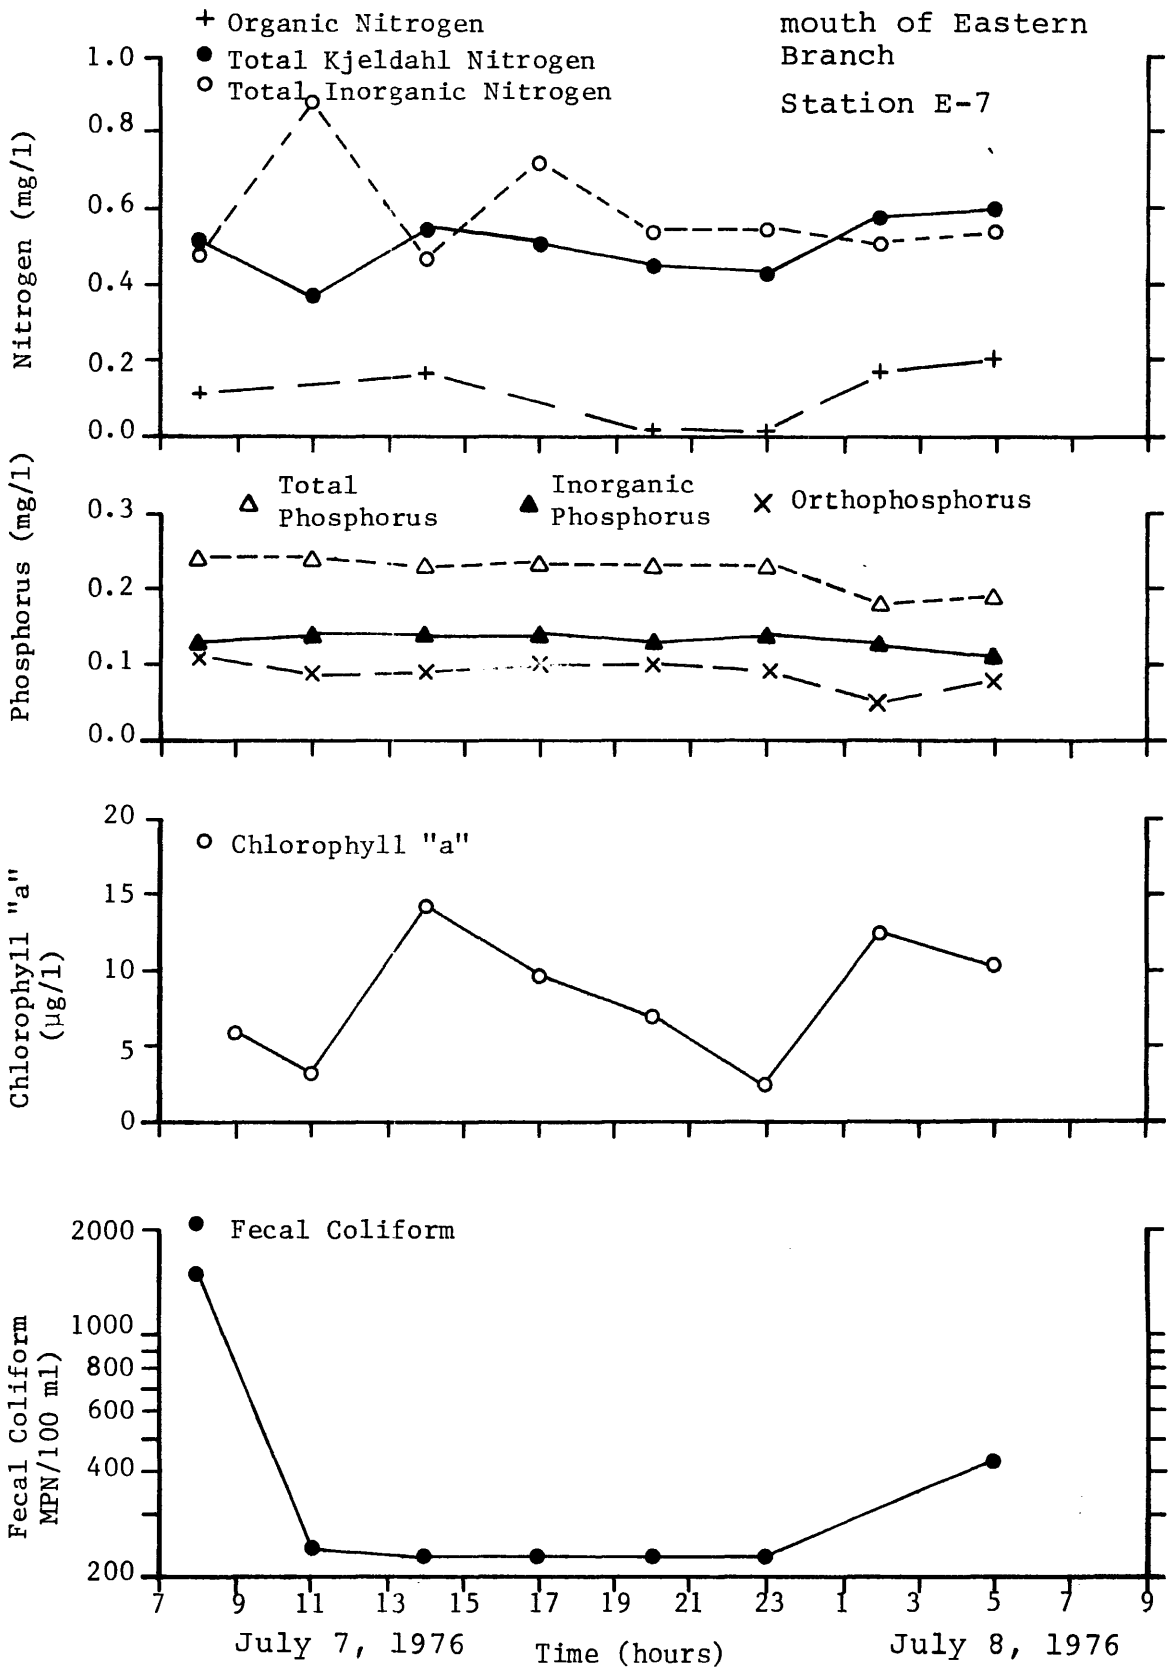 + Organic Nitrogen
● Total Kjeldahl Nitrogen
○ Total Inorganic Nitrogen
mouth of Eastern
Branch
Station E-7
Nitrogen (mg/l)
1.0
0.8
0.6
0.4
0.2
0.0
△ Total
Phosphorus
▲ Inorganic
Phosphorus
× Orthophosphorus
Phosphorus (mg/l)
0.3
0.2
0.1
0.0
○ Chlorophyll "a"
Chlorophyll "a"
(μg/l)
20
15
10
5
0
● Fecal Coliform
Fecal Coliform
MPN/100 ml)
2000
1000
800
600
400
200
7 9 11 13 15 17 19 21 23 1 3 5 7 9
July 7, 1976 Time (hours) July 8, 1976